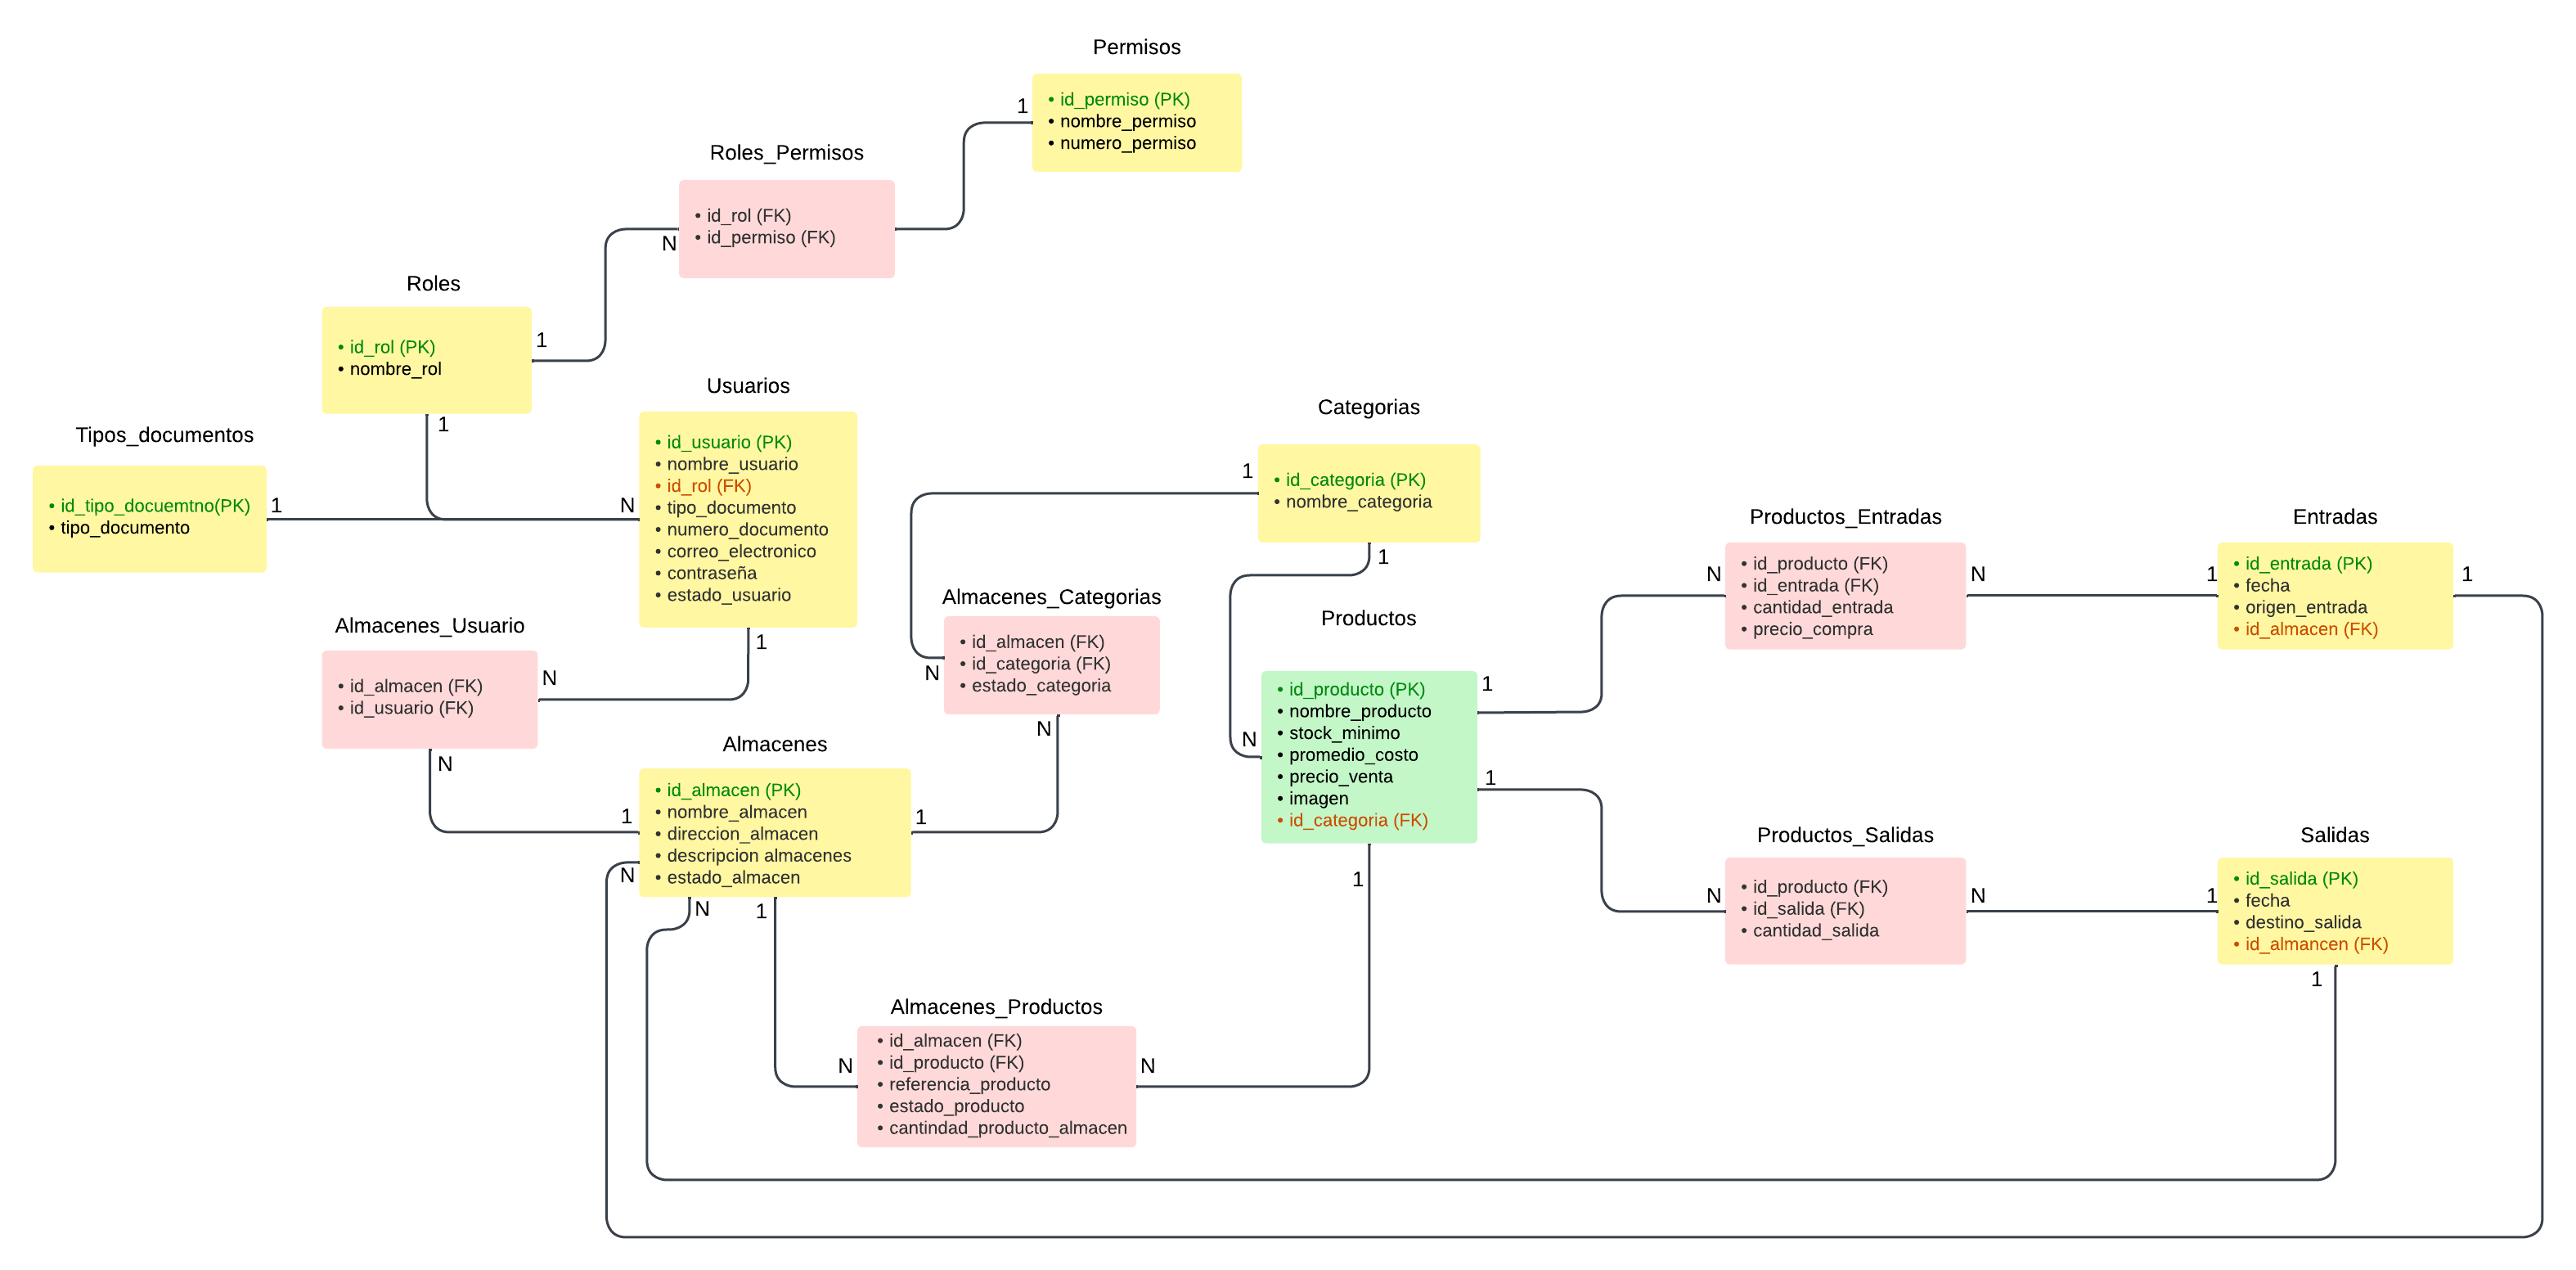 Permisos
• id_permiso (PK)
• nombre_permiso
• numero_permiso
1
Roles_Permisos
• id_rol (FK)
• id_permiso (FK)
N
Roles
• id_rol (PK)
• nombre_rol
1
1
Tipos_documentos
• id_tipo_docuemtno(PK)
• tipo_documento
1
Usuarios
• id_usuario (PK)
• nombre_usuario
• id_rol (FK)
• tipo_documento
• numero_documento
• correo_electronico
• contraseña
• estado_usuario
N
1
Almacenes_Usuario
• id_almacen (FK)
• id_usuario (FK)
N
N
Categorias
• id_categoria (PK)
• nombre_categoria
1
1
Almacenes_Categorias
• id_almacen (FK)
• id_categoria (FK)
• estado_categoria
N
N
Almacenes
• id_almacen (PK)
• nombre_almacen
• direccion_almacen
• descripcion almacenes
• estado_almacen
1
1
N
N
1
Productos
• id_producto (PK)
• nombre_producto
• stock_minimo
• promedio_costo
• precio_venta
• imagen
• id_categoria (FK)
N
1
1
1
Productos_Entradas
• id_producto (FK)
• id_entrada (FK)
• cantidad_entrada
• precio_compra
N
N
Entradas
• id_entrada (PK)
• fecha
• origen_entrada
• id_almacen (FK)
1
1
Productos_Salidas
• id_producto (FK)
• id_salida (FK)
• cantidad_salida
N
N
Salidas
• id_salida (PK)
• fecha
• destino_salida
• id_almancen (FK)
1
1
Almacenes_Productos
• id_almacen (FK)
• id_producto (FK)
• referencia_producto
• estado_producto
• cantindad_producto_almacen
N
N